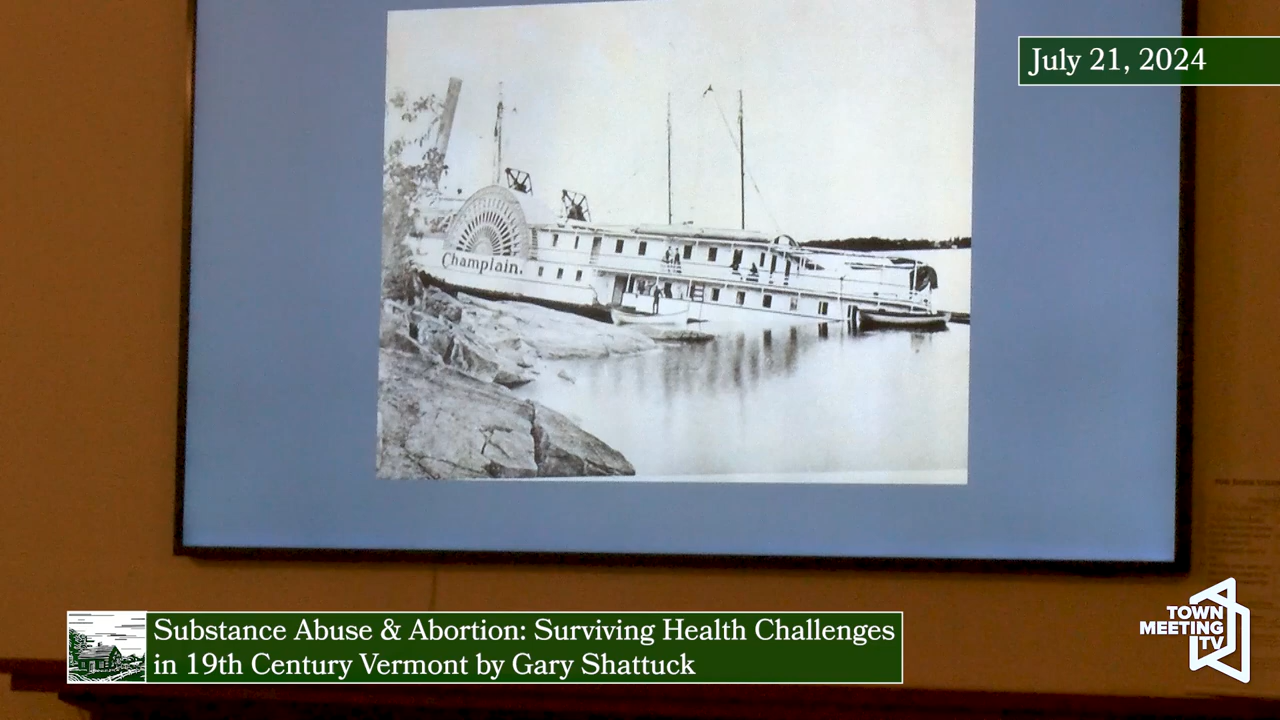 July 21, 2024
Champlain.
Substance Abuse & Abortion: Surviving Health Challenges
in 19th Century Vermont by Gary Shattuck
TOWN
MEETING
TV